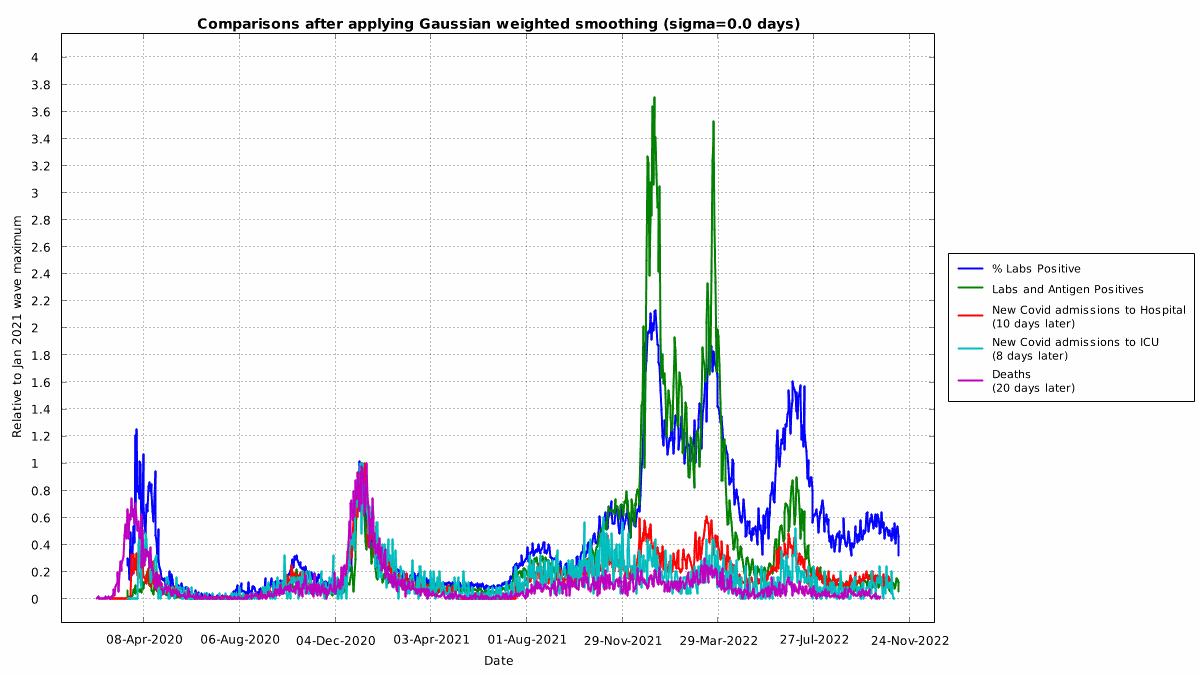 Comparisons after applying Gaussian weighted smoothing (sigma=0.0 days)
Relative to Jan 2021 wave maximum
4
3.8
3.6
3.4
3.2
3
2.8
2.6
2.4
2.2
2
1.8
1.6
1.4
1.2
1
0.8
0.6
0.4
0.2
0
08-Apr-2020
06-Aug-2020
04-Dec-2020
03-Apr-2021
01-Aug-2021
29-Nov-2021
29-Mar-2022
27-Jul-2022
24-Nov-2022
Date
% Labs Positive
Labs and Antigen Positives
New Covid admissions to Hospital
(10 days later)
New Covid admissions to ICU
(8 days later)
Deaths
(20 days later)